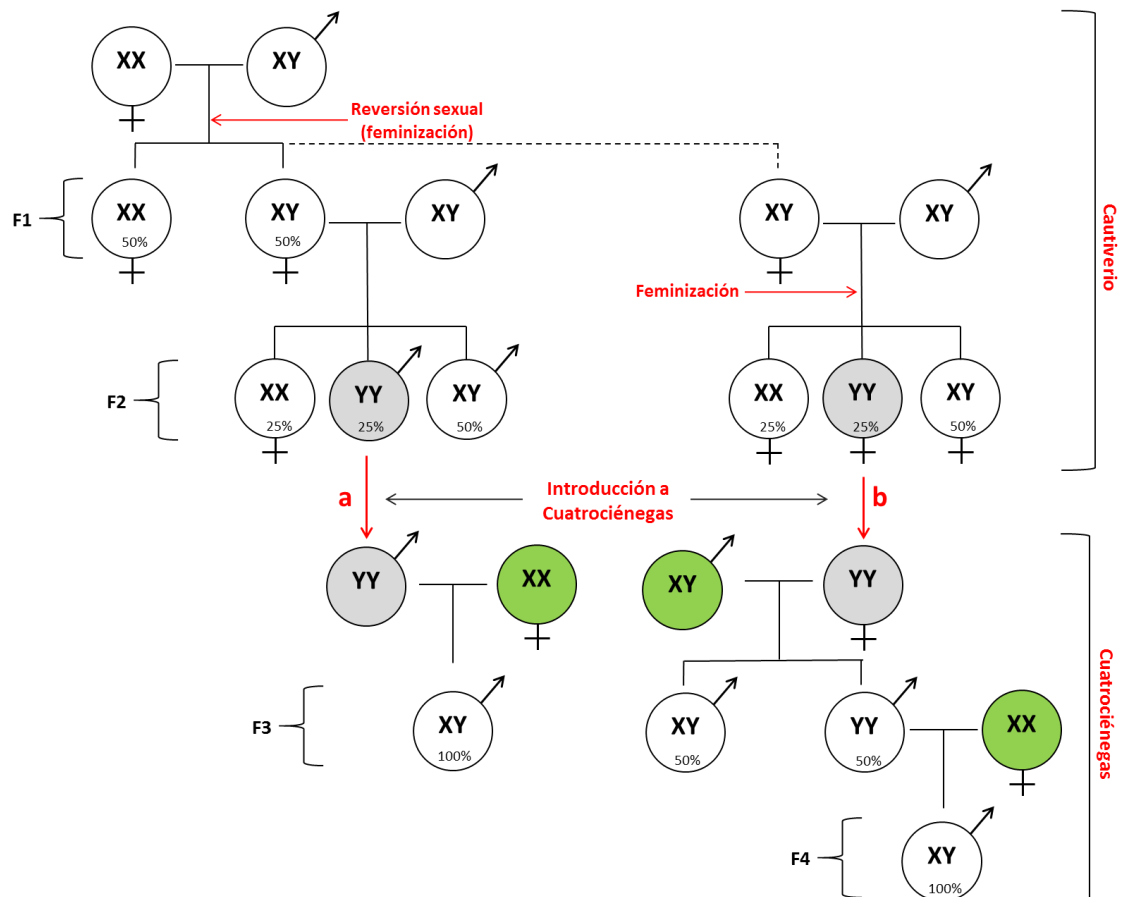 XX
XY
Reversión sexual
(feminización)
F1
XX
50%
XY
50%
XY
XY
XY
Feminización
F2
XX
25%
YY
25%
XY
50%
XX
25%
YY
25%
XY
50%
Cautiverio
a
Introducción a
Cuatrociénegas
b
YY
XX
XY
YY
F3
XY
100%
XY
50%
YY
50%
XX
F4
XY
100%
Cuatrociénegas